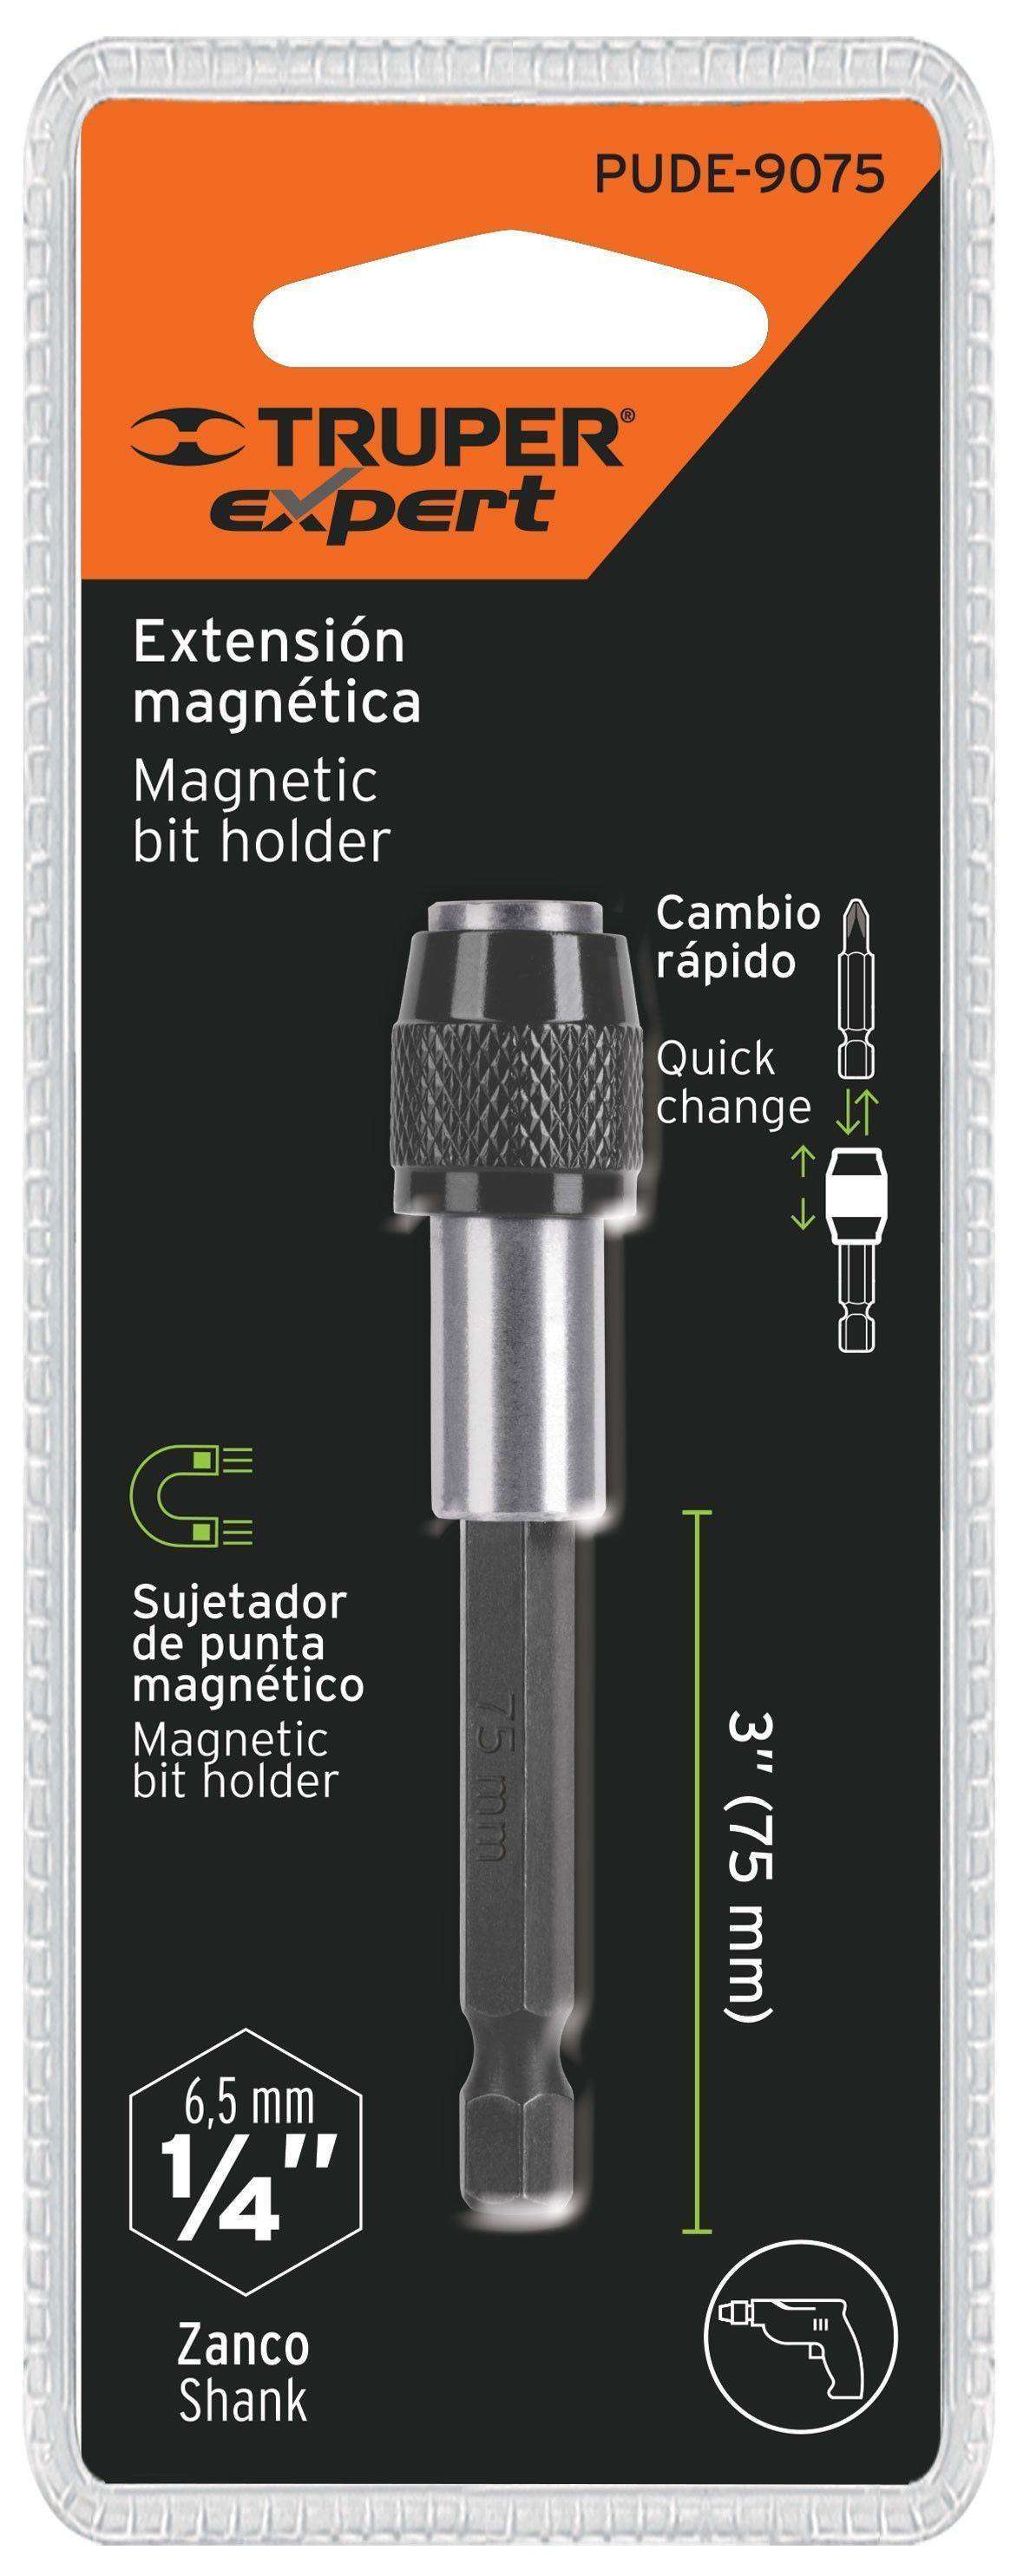 PUDE-9075
TRUPER®
expert
Extensión
magnética
Magnetic
bit holder
Cambio
rápido
Quick
change
Sujetador
de punta
magnético
Magnetic
bit holder
75 mm
3" (75 mm)
6,5 mm
1/4"
Zanco
Shank